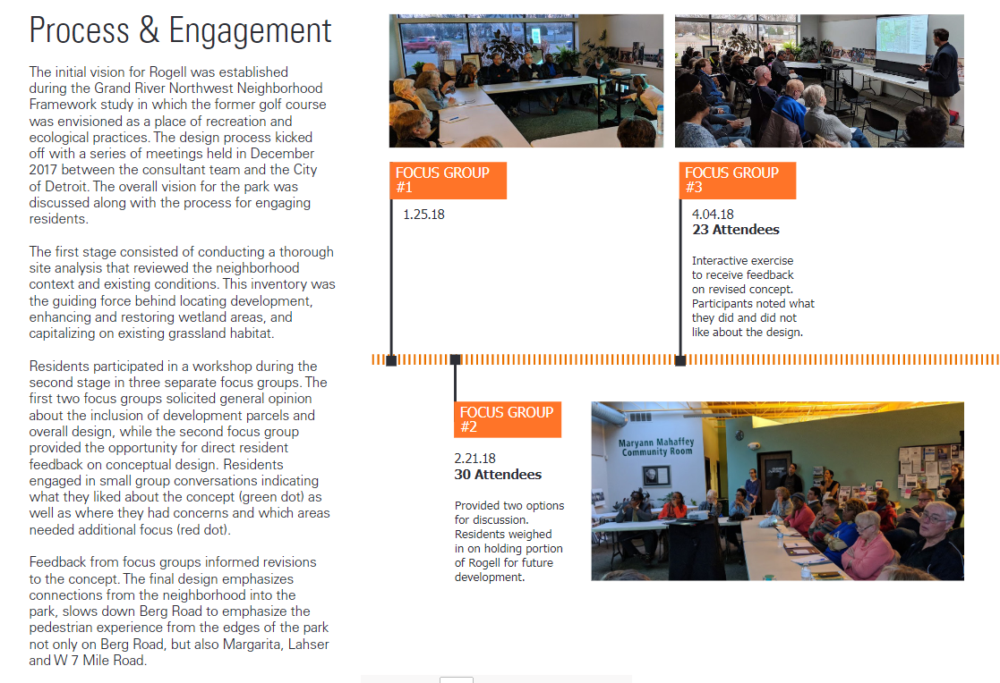 Process & Engagement
The initial vision for Rogell was established
during the Grand River Northwest Neighborhood
Framework study in which the former golf course
was envisioned as a place of recreation and
ecological practices. The design process kicked
off with a series of meetings held in December
2017 between the consultant team and the City
of Detroit. The overall vision for the park was
discussed along with the process for engaging
residents.
The first stage consisted of conducting a thorough
site analysis that reviewed the neighborhood
context and existing conditions. This inventory was
the guiding force behind locating development,
enhancing and restoring wetland areas, and
capitalizing on existing grassland habitat.
Residents participated in a workshop during the
second stage in three separate focus groups. The
first two focus groups solicited general opinion
about the inclusion of development parcels and
overall design, while the second focus group
provided the opportunity for direct resident
feedback on conceptual design. Residents
engaged in small group conversations indicating
what they liked about the concept (green dot) as
well as where they had concerns and which areas
needed additional focus (red dot).
Feedback from focus groups informed revisions
to the concept. The final design emphasizes
connections from the neighborhood into the
park, slows down Berg Road to emphasize the
pedestrian experience from the edges of the park
not only on Berg Road, but also Margarita, Lahser
and W 7 Mile Road.
FOCUS GROUP
#1
1.25.18
FOCUS GROUP
#3
4.04.18
23 Attendees
Interactive exercise
to receive feedback
on revised concept.
Participants noted what
they did and did not
like about the design.
FOCUS GROUP
#2
2.21.18
30 Attendees
Provided two options
for discussion.
Residents weighed
in on holding portion
of Rogell for future
development.
Maryann Mahaffey
Community Room